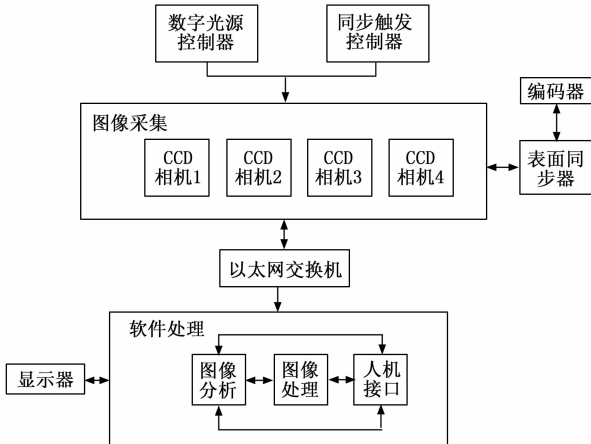 数字光源
控制器
同步触发
控制器
图像采集
CCD
相机1
CCD
相机2
CCD
相机3
CCD
相机4
编码器
表面同
步器
以太网交换机
软件处理
图像
分析
图像
处理
人机
接口
显示器